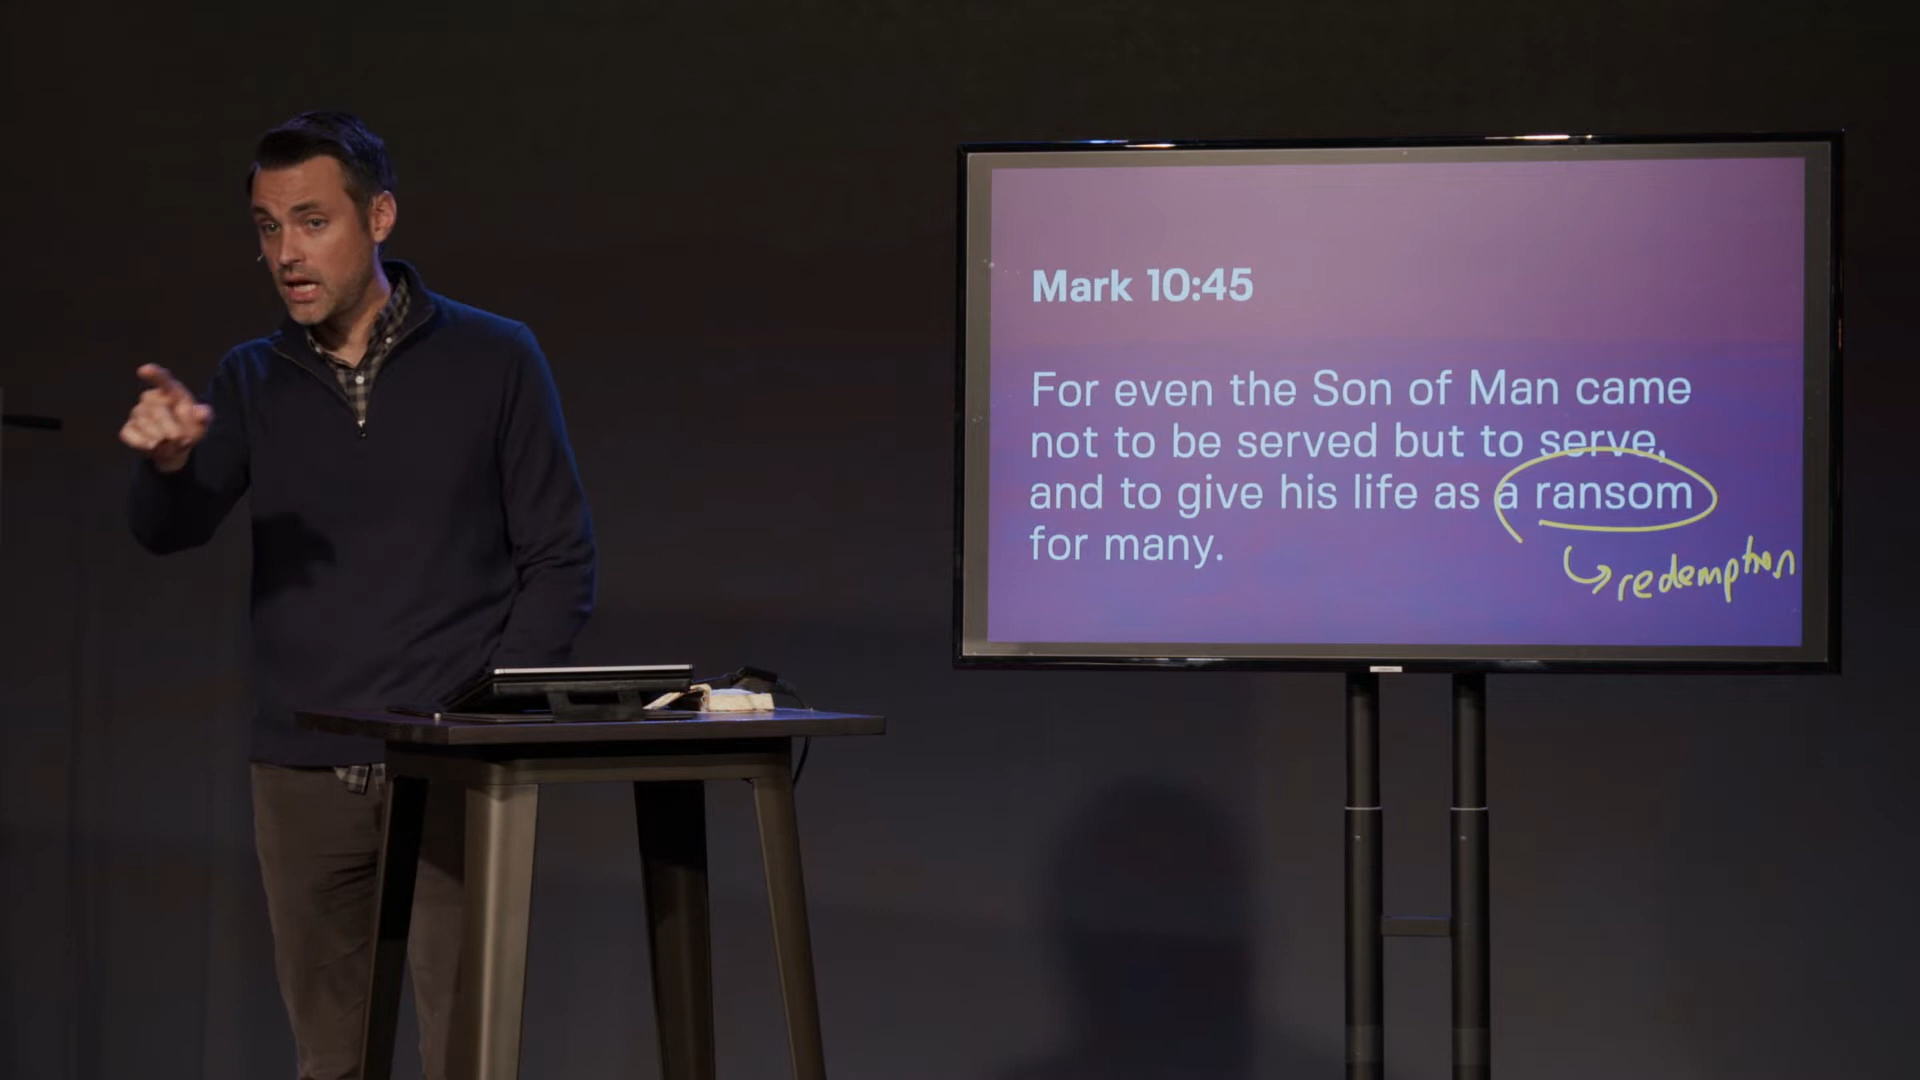 Mark 10:45
For even the Son of Man came
not to be served but to serve,
and to give his life as a ransom
for many.
redemption